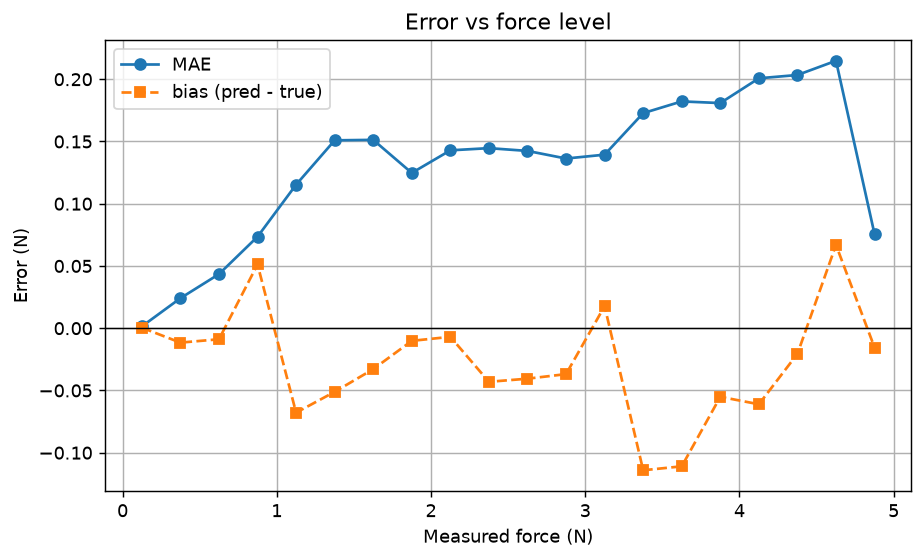 Error vs force level
MAE
bias (pred - true)
0.20
0.15
0.10
0.05
0.00
−0.05
−0.10
Error (N)
0 1 2 3 4 5
Measured force (N)